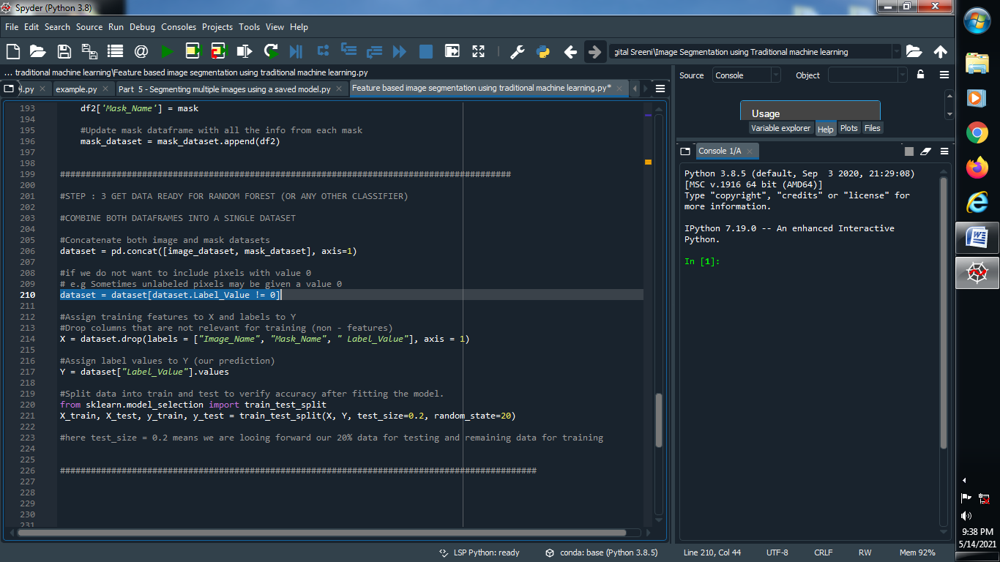 Spyder (Python 3.8)
File Edit Search Source Run Debug Consoles Projects Tools View Help
gital Sreeni\Image Segmentation using Traditional machine learning
... traditional machine learning\Feature based image segmentation using traditional machine learning.py
l.py example.py Part 5 - Segmenting multiple images using a saved model.py Feature based image segmentation using traditional machine learning.py*
193 df2['Mask_Name'] = mask
194
195 #Update mask dataframe with all the info from each mask
196 mask_dataset = mask_dataset.append(df2)
197
198
199 ########################################################################################
200
201 #STEP : 3 GET DATA READY FOR RANDOM FOREST (OR ANY OTHER CLASSIFIER)
202
203 #COMBINE BOTH DATAFRAMES INTO A SINGLE DATASET
204
205 #Concatenate both image and mask datasets
206 dataset = pd.concat([image_dataset, mask_dataset], axis=1)
207
208 #if we do not want to include pixels with value 0
209 # e.g Sometimes unlabeled pixels may be given a value 0
210 dataset = dataset[dataset.Label_Value != 0]
211
212 #Assign training features to X and labels to Y
213 #Drop columns that are not relevant for training (non - features)
214 X = dataset.drop(labels = ["Image_Name", "Mask_Name", " Label_Value"], axis = 1)
215
216 #Assign label values to Y (our prediction)
217 Y = dataset["Label_Value"].values
218
219 #Split data into train and test to verify accuracy after fitting the model.
220 from sklearn.model_selection import train_test_split
221 X_train, X_test, y_train, y_test = train_test_split(X, Y, test_size=0.2, random_state=20)
222
223 #here test_size = 0.2 means we are looing forward our 20% data for testing and remaining data for training
224
225
226 #############################################################################################
227
228
229
230
231
Source Console Object
Usage
Variable explorer Help Plots Files
Console 1/A
Python 3.8.5 (default, Sep  3 2020, 21:29:08)
[MSC v.1916 64 bit (AMD64)]
Type "copyright", "credits" or "license" for
more information.
IPython 7.19.0 -- An enhanced Interactive
Python.
In [1]:
LSP Python: ready conda: base (Python 3.8.5) Line 210, Col 44 UTF-8 CRLF RW Mem 92%
9:38 PM
5/14/2021